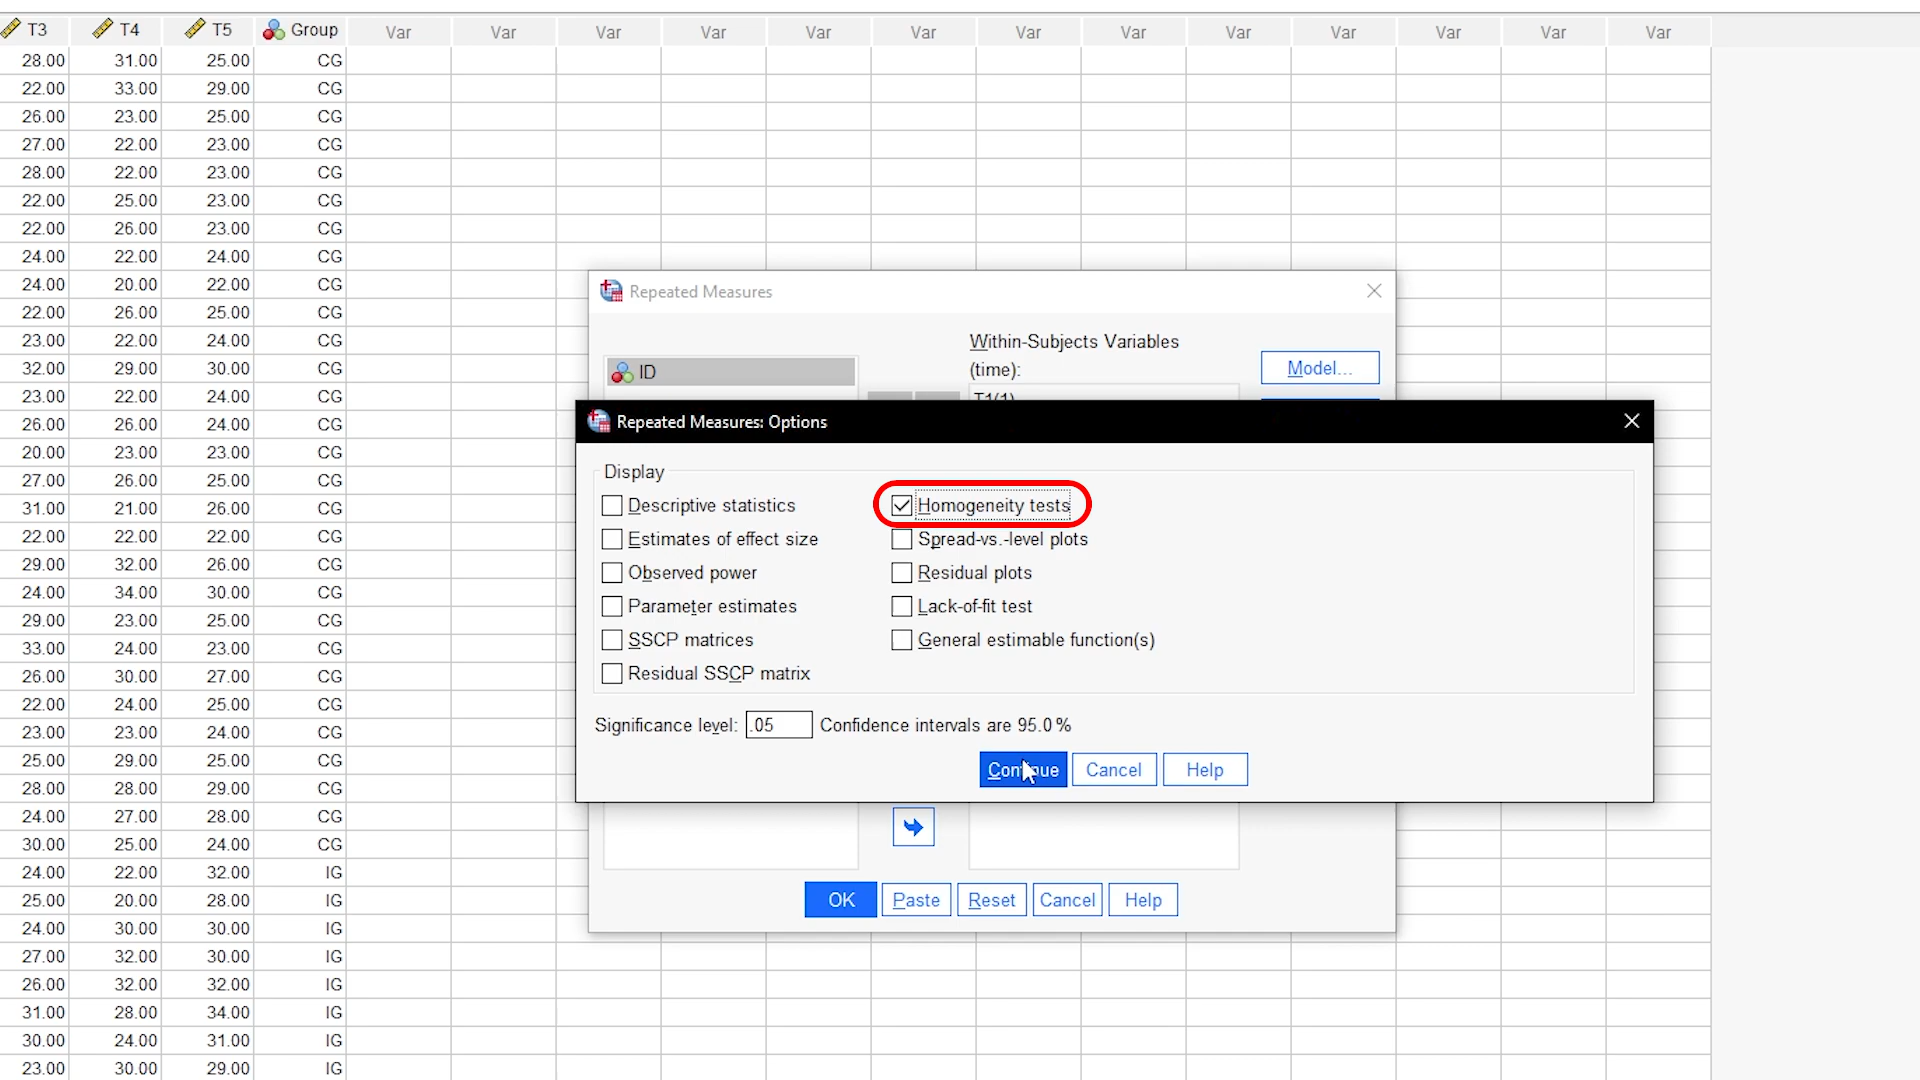 T3 T4 T5 Group Var Var Var Var Var Var Var Var Var Var Var Var Var
28.00 31.00 25.00 CG
22.00 33.00 29.00 CG
26.00 23.00 25.00 CG
27.00 22.00 23.00 CG
28.00 22.00 23.00 CG
22.00 25.00 23.00 CG
22.00 26.00 23.00 CG
24.00 22.00 24.00 CG
24.00 20.00 22.00 CG
22.00 26.00 25.00 CG
23.00 22.00 24.00 CG
32.00 29.00 30.00 CG
23.00 22.00 24.00 CG
26.00 26.00 24.00 CG
20.00 23.00 23.00 CG
27.00 26.00 25.00 CG
31.00 21.00 26.00 CG
22.00 22.00 22.00 CG
29.00 32.00 26.00 CG
24.00 34.00 30.00 CG
29.00 23.00 25.00 CG
33.00 24.00 23.00 CG
26.00 30.00 27.00 CG
22.00 24.00 25.00 CG
23.00 23.00 24.00 CG
25.00 29.00 25.00 CG
28.00 28.00 29.00 CG
24.00 27.00 28.00 CG
30.00 25.00 24.00 CG
24.00 22.00 32.00 IG
25.00 20.00 28.00 IG
24.00 30.00 30.00 IG
27.00 32.00 30.00 IG
26.00 32.00 32.00 IG
31.00 28.00 34.00 IG
30.00 24.00 31.00 IG
23.00 30.00 29.00 IG
Repeated Measures
Within-Subjects Variables
(time):
ID
Model...
T1(1)
Repeated Measures: Options
Display
Descriptive statistics
Homogeneity tests
Estimates of effect size
Spread-vs.-level plots
Observed power
Residual plots
Parameter estimates
Lack-of-fit test
SSCP matrices
General estimable function(s)
Residual SSCP matrix
Significance level: .05 Confidence intervals are 95.0 %
Continue Cancel Help
OK Paste Reset Cancel Help